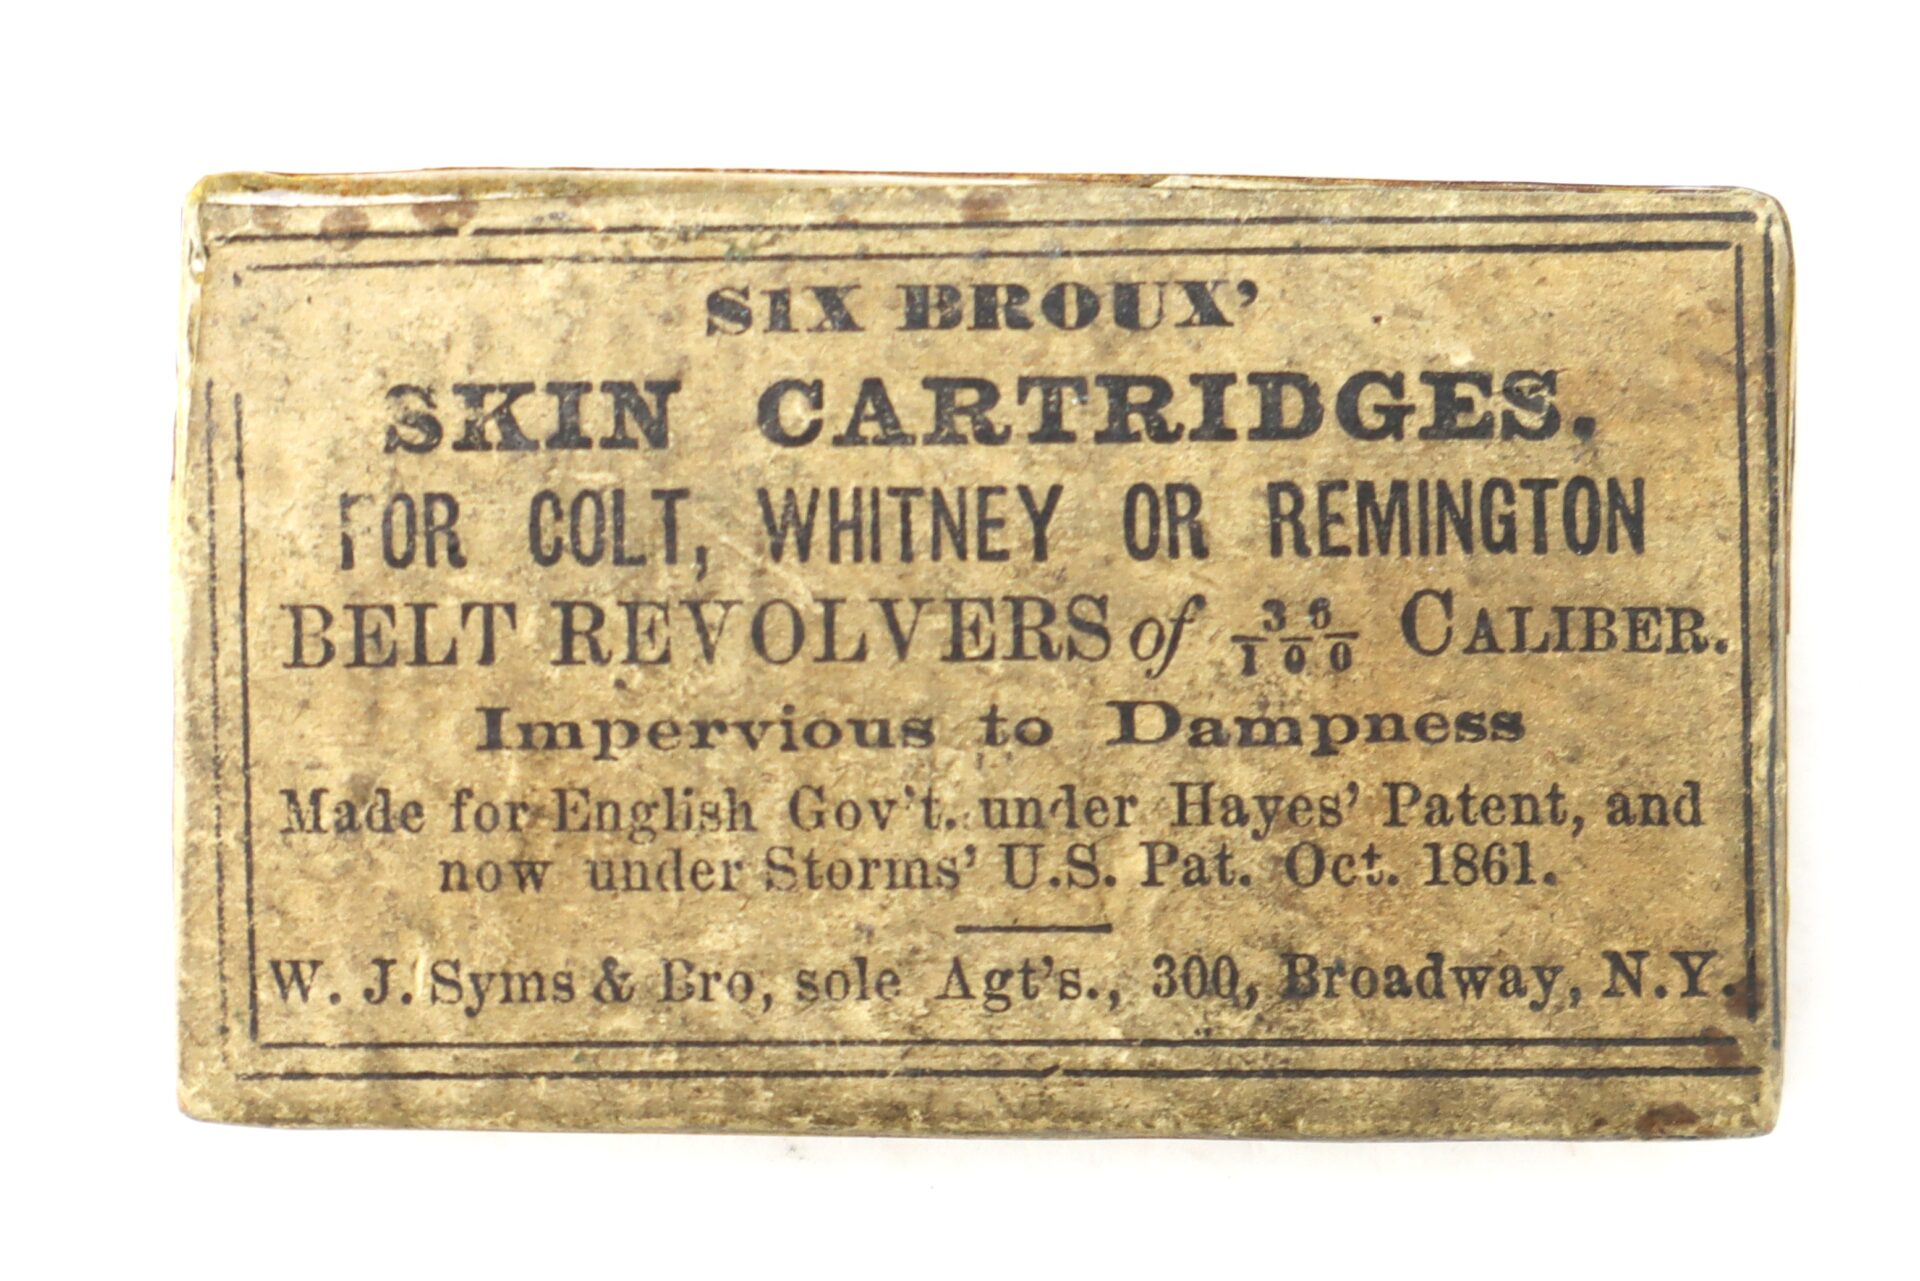 SIX BROUX'
SKIN CARTRIDGES.
FOR COLT, WHITNEY OR REMINGTON
BELT REVOLVERS of 36/100 CALIBER.
Impervious to Dampness
Made for English Gov't. under Hayes' Patent, and
now under Storms' U.S. Pat. Oct. 1861.
W. J. Syms & Bro, sole Agt's., 300, Broadway, N.Y.